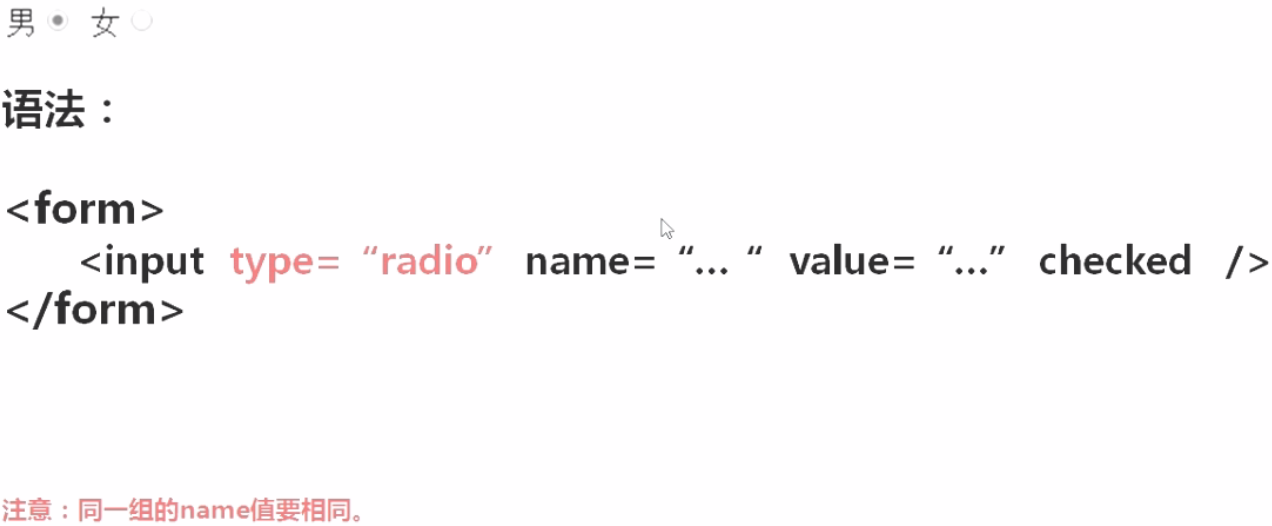 男 女
语法：
<form>
<input type= “radio” name= “... “ value= “...” checked />
</form>
注意：同一组的name值要相同。